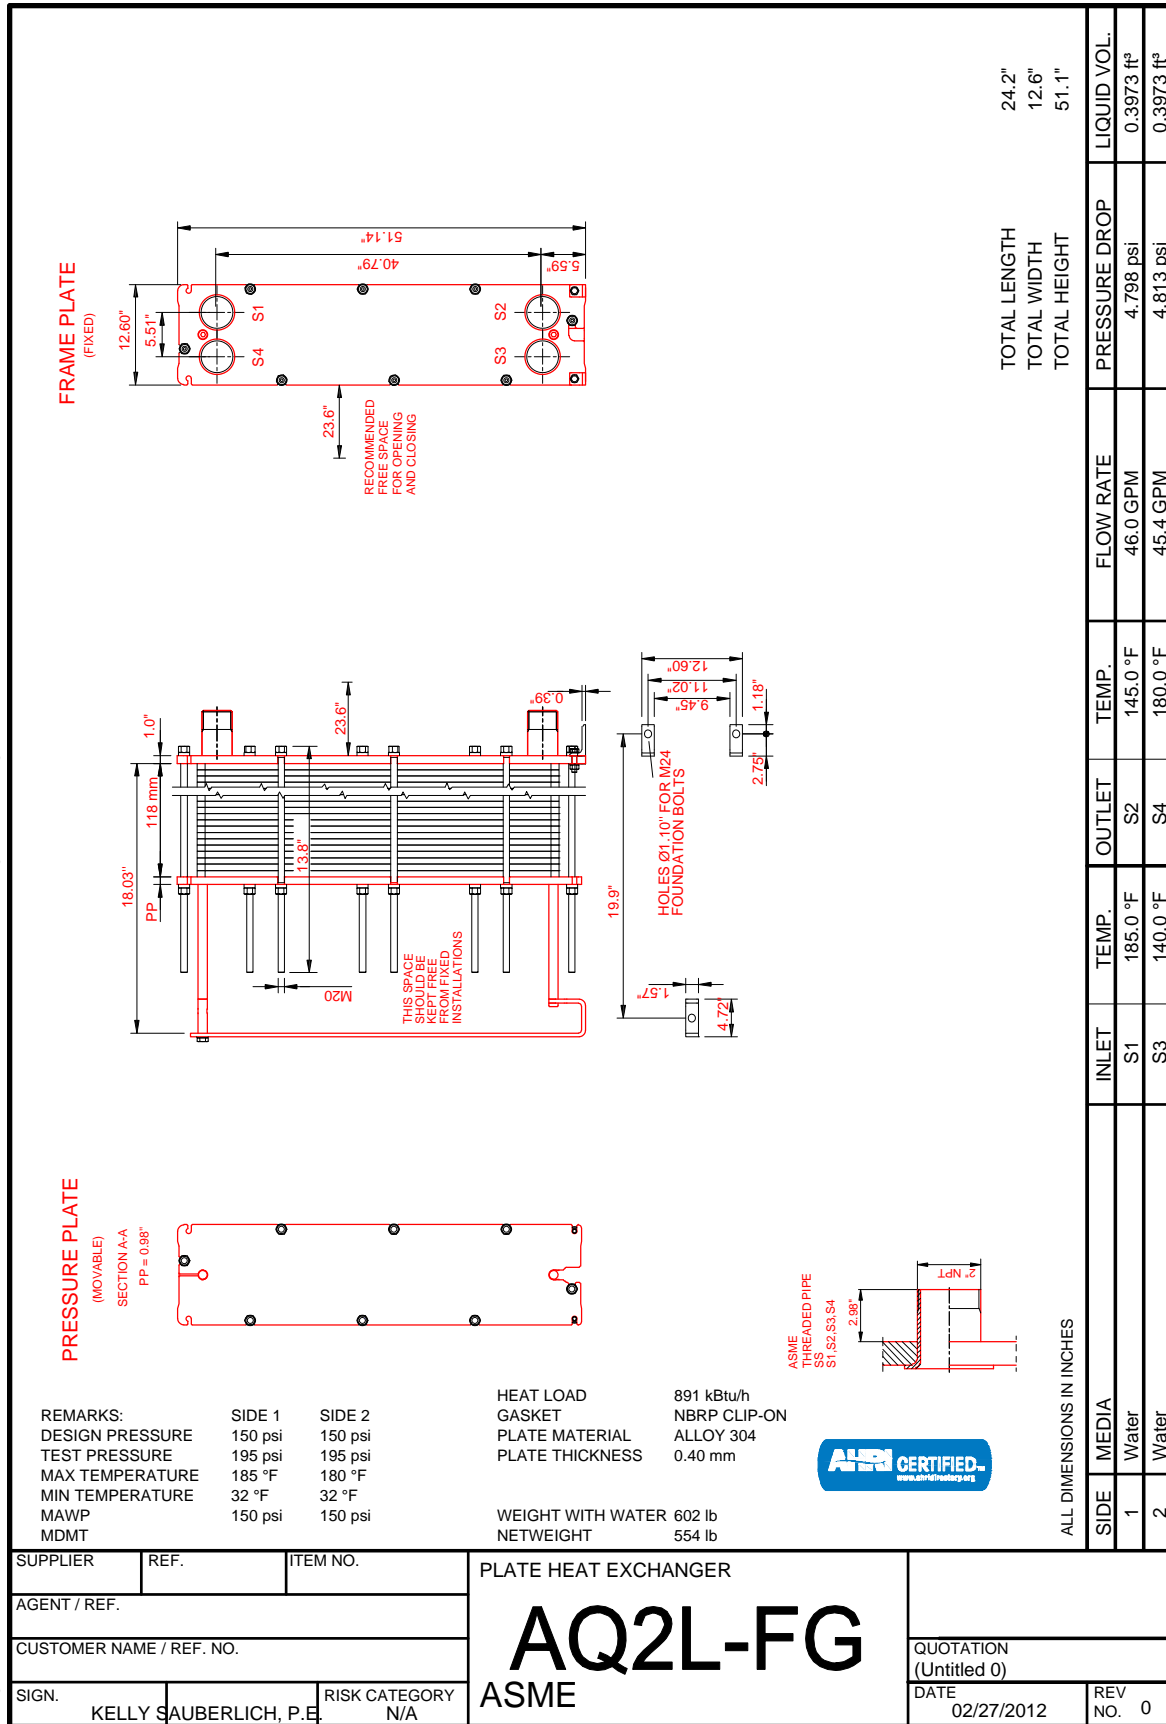 FRAME PLATE
(FIXED)
12.60"
5.51"
51.14"
40.79"
5.59"
S1
S4
S2
S3
23.6"
RECOMMENDED
FREE SPACE
FOR OPENING
AND CLOSING
TOTAL LENGTH 24.2"
TOTAL WIDTH 12.6"
TOTAL HEIGHT 51.1"
1.0"
118 mm
18.03"
PP
23.6"
0.39"
13.8"
M20
THIS SPACE
SHOULD BE
KEPT FREE
FROM FIXED
INSTALLATIONS
12.60"
11.02"
9.45"
1.18"
2.75"
HOLES Ø1.10" FOR M24
FOUNDATION BOLTS
19.9"
1.57"
4.72"
PRESSURE PLATE
(MOVABLE)
SECTION A-A
PP = 0.98"
ASME
THREADED PIPE
SS
S1,S2,S3,S4
2.98"
2" NPT
ALL DIMENSIONS IN INCHES
SIDE MEDIA INLET TEMP. OUTLET TEMP. FLOW RATE PRESSURE DROP LIQUID VOL.
1 Water S1 185.0 °F S2 145.0 °F 46.0 GPM 4.798 psi 0.3973 ft³
2 Water S3 140.0 °F S4 180.0 °F 45.4 GPM 4.813 psi 0.3973 ft³
REMARKS: SIDE 1 SIDE 2
DESIGN PRESSURE 150 psi 150 psi
TEST PRESSURE 195 psi 195 psi
MAX TEMPERATURE 185 °F 180 °F
MIN TEMPERATURE 32 °F 32 °F
MAWP 150 psi 150 psi
MDMT
HEAT LOAD 891 kBtu/h
GASKET NBRP CLIP-ON
PLATE MATERIAL ALLOY 304
PLATE THICKNESS 0.40 mm
WEIGHT WITH WATER 602 lb
NETWEIGHT 554 lb
AHRI CERTIFIED™
www.ahridirectory.org
SUPPLIER REF. ITEM NO.
AGENT / REF.
CUSTOMER NAME / REF. NO.
SIGN. KELLY SAUBERLICH, P.E.
RISK CATEGORY
N/A
PLATE HEAT EXCHANGER
AQ2L-FG
ASME
QUOTATION
(Untitled 0)
DATE
02/27/2012
REV
NO. 0